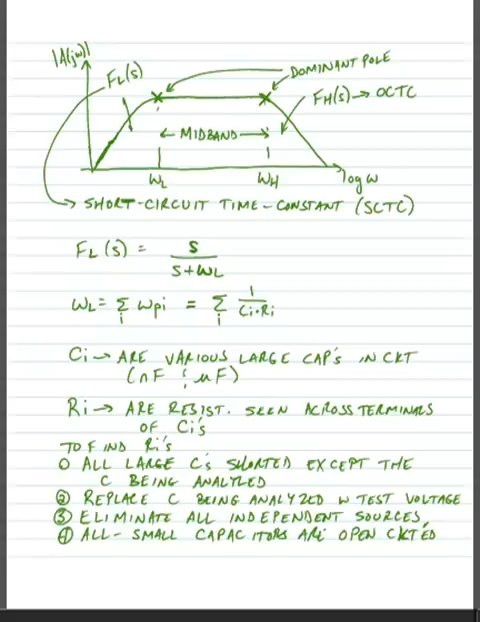 |A(jω)|
FL(s)
DOMINANT POLE
FH(s) → OCTC
← MIDBAND →
ωL
ωH
log ω
→ SHORT-CIRCUIT TIME-CONSTANT (SCTC)
FL(s) = s / (s+ωL)
ωL = Σi ωpi = Σi 1 / (Ci·Ri)
Ci → ARE VARIOUS LARGE CAP'S IN CKT
(nF ; μF)
Ri → ARE RESIST. SEEN ACROSS TERMINALS
OF Ci'S
TO FIND Ri'S
① ALL LARGE C'S SHORTED EXCEPT THE
C BEING ANALYZED
② REPLACE C BEING ANALYZED W TEST VOLTAGE
③ ELIMINATE ALL INDEPENDENT SOURCES,
④ ALL- SMALL CAPACITORS ARE OPEN CKTED